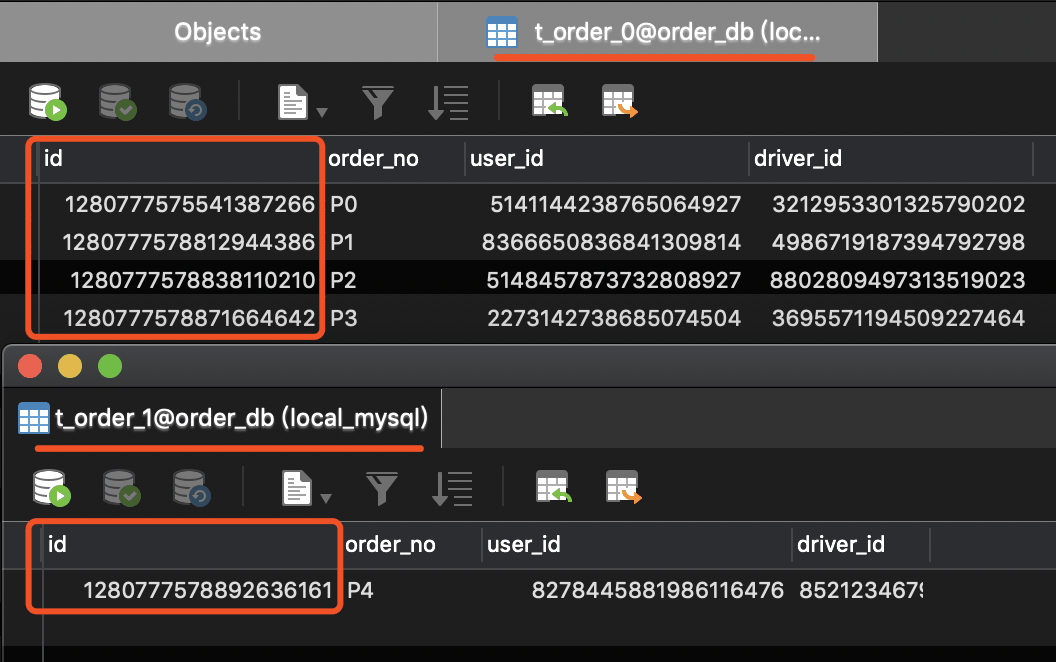 Objects t_order_0@order_db (loc...
id order_no user_id driver_id
1280777575541387266 P0 5141144238765064927 3212953301325790202
1280777578812944386 P1 8366650836841309814 4986719187394792798
1280777578838110210 P2 5148457873732808927 8802809497313519023
1280777578871664642 P3 2273142738685074504 3695571194509227464
t_order_1@order_db (local_mysql)
id order_no user_id driver_id
1280777578892636161 P4 8278445881986116476 852123467